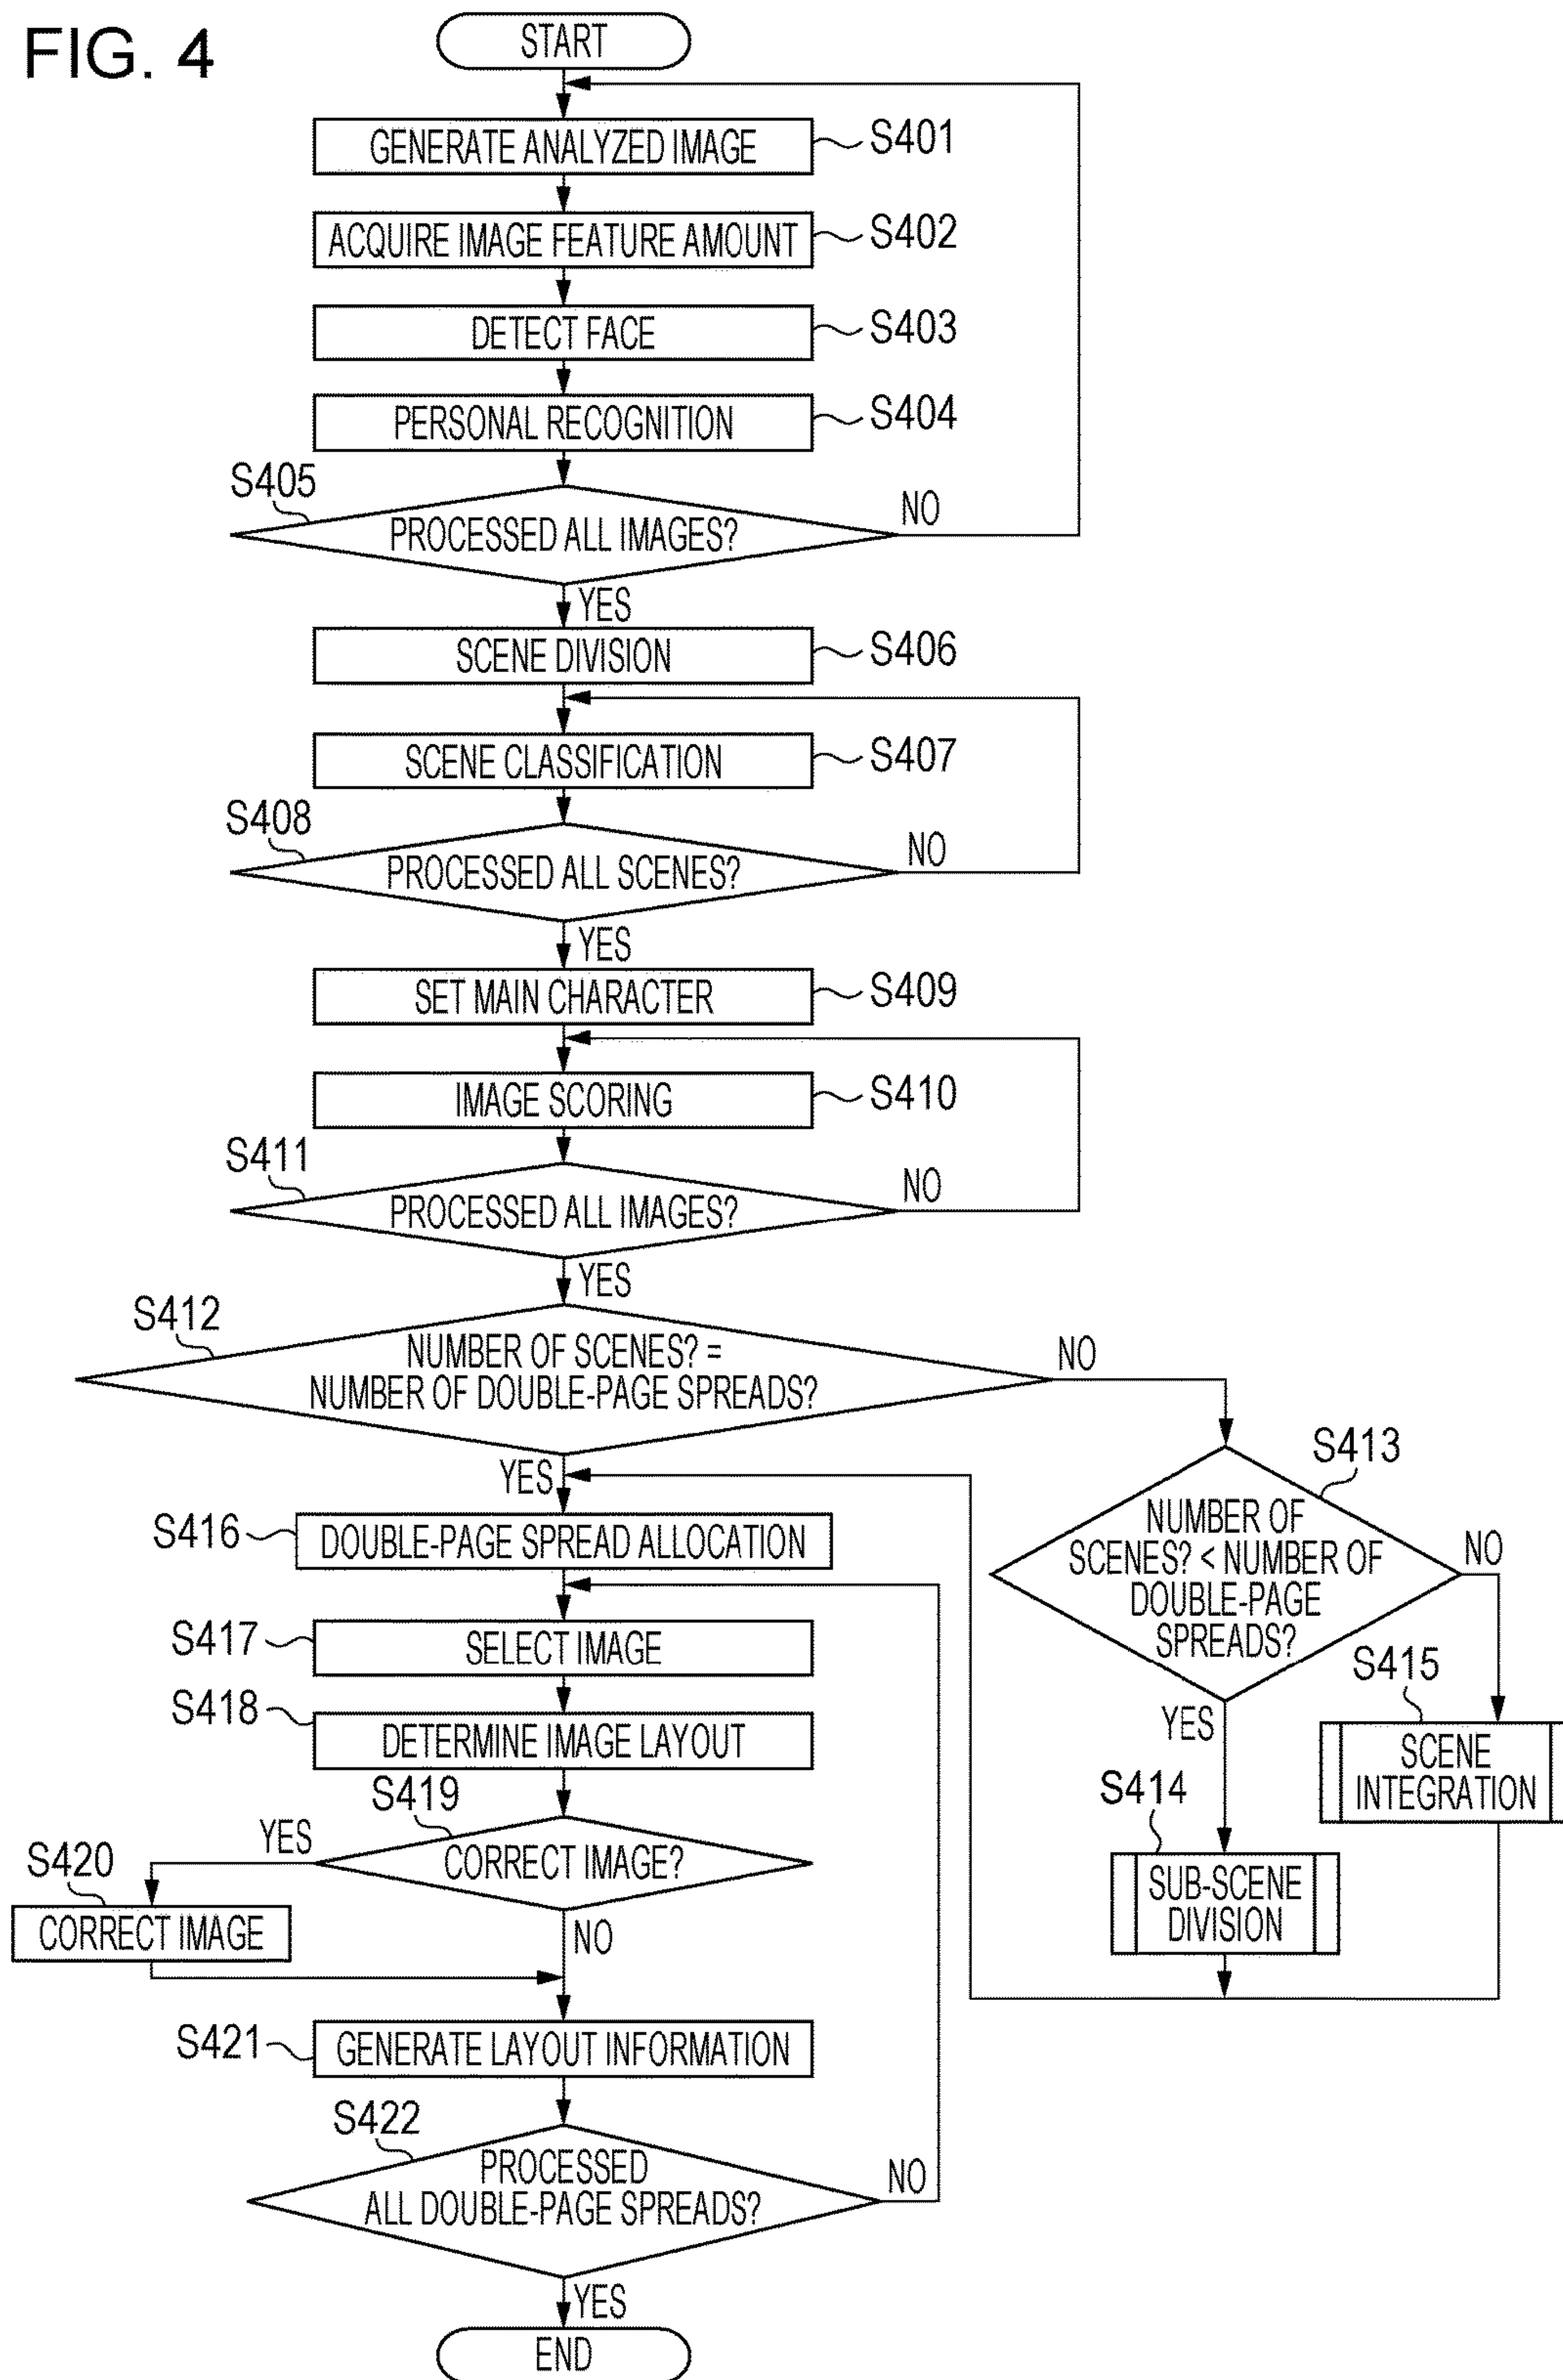 FIG. 4
START
GENERATE ANALYZED IMAGE
S401
ACQUIRE IMAGE FEATURE AMOUNT
S402
DETECT FACE
S403
PERSONAL RECOGNITION
S404
S405
PROCESSED ALL IMAGES?
NO
YES
SCENE DIVISION
S406
SCENE CLASSIFICATION
S407
S408
PROCESSED ALL SCENES?
NO
YES
SET MAIN CHARACTER
S409
IMAGE SCORING
S410
S411
PROCESSED ALL IMAGES?
NO
YES
S412
NUMBER OF SCENES? =
NUMBER OF DOUBLE-PAGE SPREADS?
NO
YES
S413
NUMBER OF
SCENES? < NUMBER OF
DOUBLE-PAGE
SPREADS?
NO
YES
S415
SCENE
INTEGRATION
S414
SUB-SCENE
DIVISION
S416
DOUBLE-PAGE SPREAD ALLOCATION
S417
SELECT IMAGE
S418
DETERMINE IMAGE LAYOUT
S419
CORRECT IMAGE?
YES
S420
CORRECT IMAGE
NO
S421
GENERATE LAYOUT INFORMATION
S422
PROCESSED
ALL DOUBLE-PAGE SPREADS?
NO
YES
END